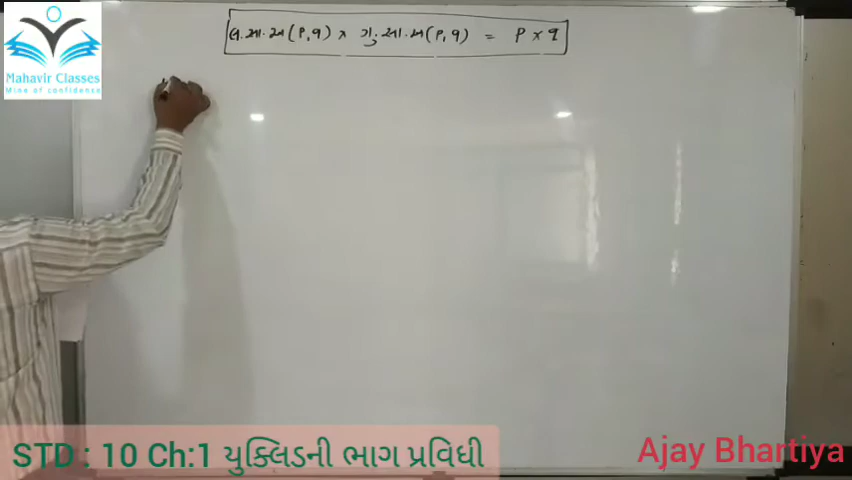 લ.સા.અ (P, q) × ગુ.સા.અ (P, q) = P × q
Mahavir Classes
Mine of confidence
STD : 10 Ch:1 યુક્લિડની ભાગ પ્રવિધી
Ajay Bhartiya